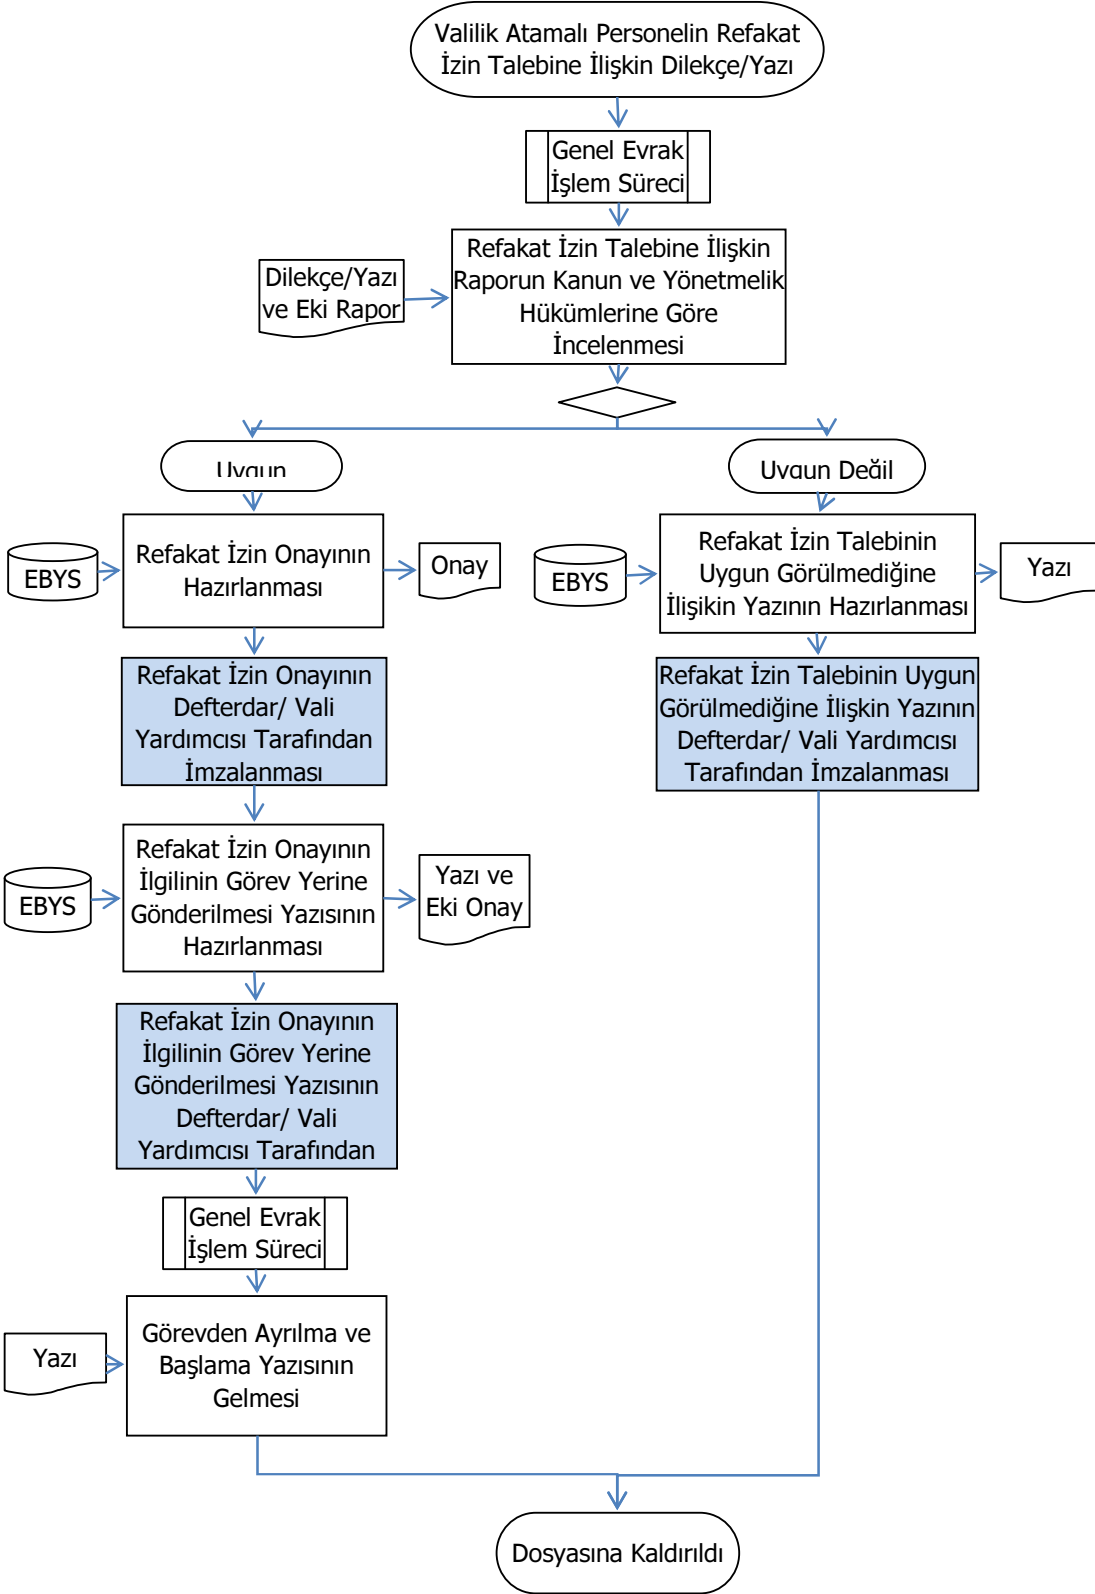 Valilik Atamalı Personelin Refakat
İzin Talebine İlişkin Dilekçe/Yazı
Genel Evrak
İşlem Süreci
Refakat İzin Talebine İlişkin
Raporun Kanun ve Yönetmelik
Hükümlerine Göre
İncelenmesi
Dilekçe/Yazı
ve Eki Rapor
Uygun
Uygun Değil
EBYS
Refakat İzin Onayının
Hazırlanması
Onay
EBYS
Refakat İzin Talebinin
Uygun Görülmediğine
İlişikin Yazının Hazırlanması
Yazı
Refakat İzin Onayının
Defterdar/ Vali
Yardımcısı Tarafından
İmzalanması
Refakat İzin Talebinin Uygun
Görülmediğine İlişkin Yazının
Defterdar/ Vali Yardımcısı
Tarafından İmzalanması
EBYS
Refakat İzin Onayının
İlgilinin Görev Yerine
Gönderilmesi Yazısının
Hazırlanması
Yazı ve
Eki Onay
Refakat İzin Onayının
İlgilinin Görev Yerine
Gönderilmesi Yazısının
Defterdar/ Vali
Yardımcısı Tarafından
Genel Evrak
İşlem Süreci
Yazı
Görevden Ayrılma ve
Başlama Yazısının
Gelmesi
Dosyasına Kaldırıldı